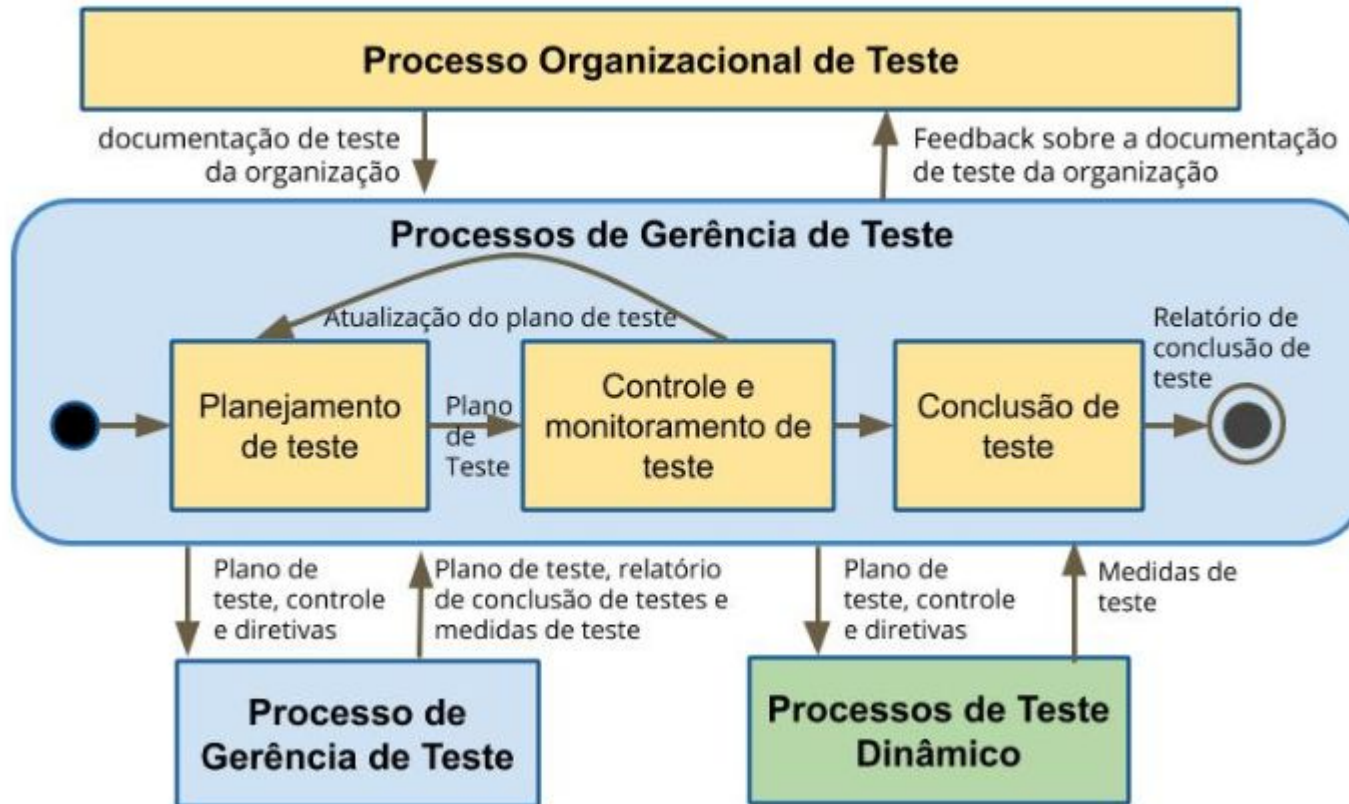 Processo Organizacional de Teste
documentação de teste
da organização
Feedback sobre a documentação
de teste da organização
Processos de Gerência de Teste
Atualização do plano de teste
Relatório de
conclusão de
teste
Planejamento
de teste
Plano
de
Teste
Controle e
monitoramento de
teste
Conclusão de
teste
Plano de
teste, controle
e diretivas
Plano de teste, relatório
de conclusão de testes e
medidas de teste
Plano de
teste, controle
e diretivas
Medidas de
teste
Processo de
Gerência de Teste
Processos de Teste
Dinâmico